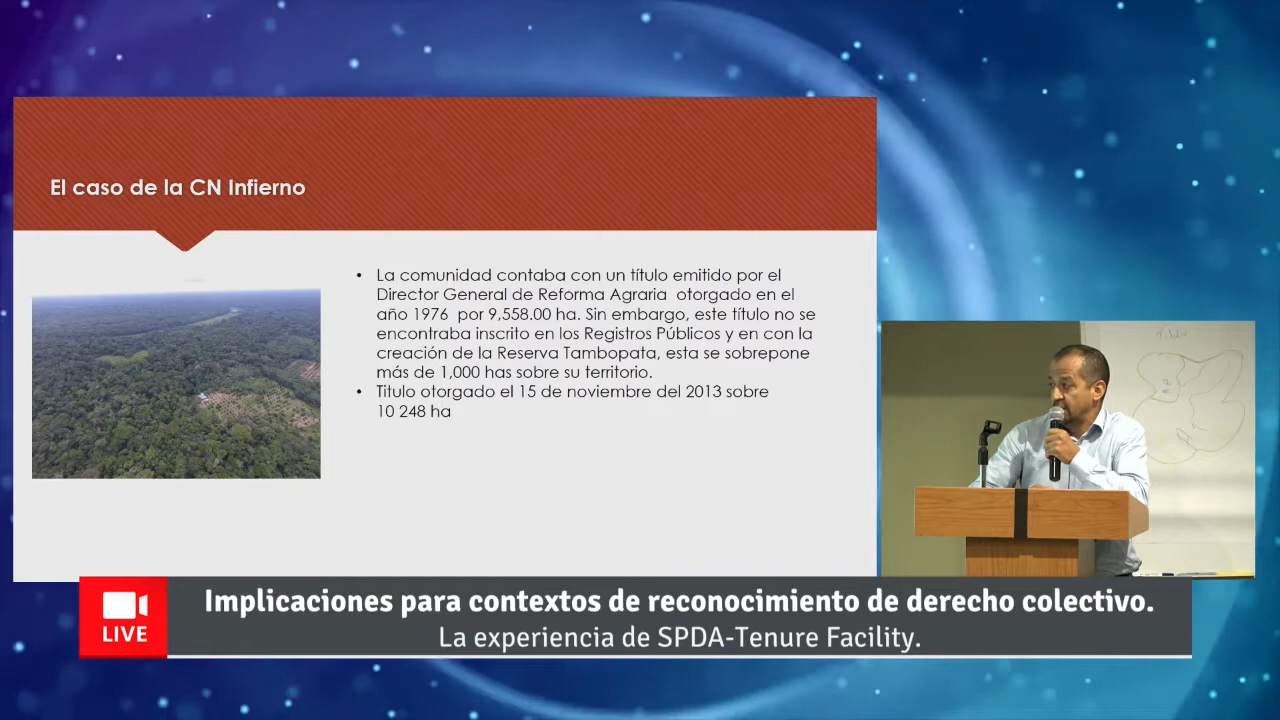 El caso de la CN Infierno
• La comunidad contaba con un título emitido por el
Director General de Reforma Agraria otorgado en el
año 1976 por 9,558.00 ha. Sin embargo, este título no se
encontraba inscrito en los Registros Públicos y en con la
creación de la Reserva Tambopata, esta se sobrepone
más de 1,000 has sobre su territorio.
• Titulo otorgado el 15 de noviembre del 2013 sobre
10 248 ha
LIVE
Implicaciones para contextos de reconocimiento de derecho colectivo.
La experiencia de SPDA-Tenure Facility.